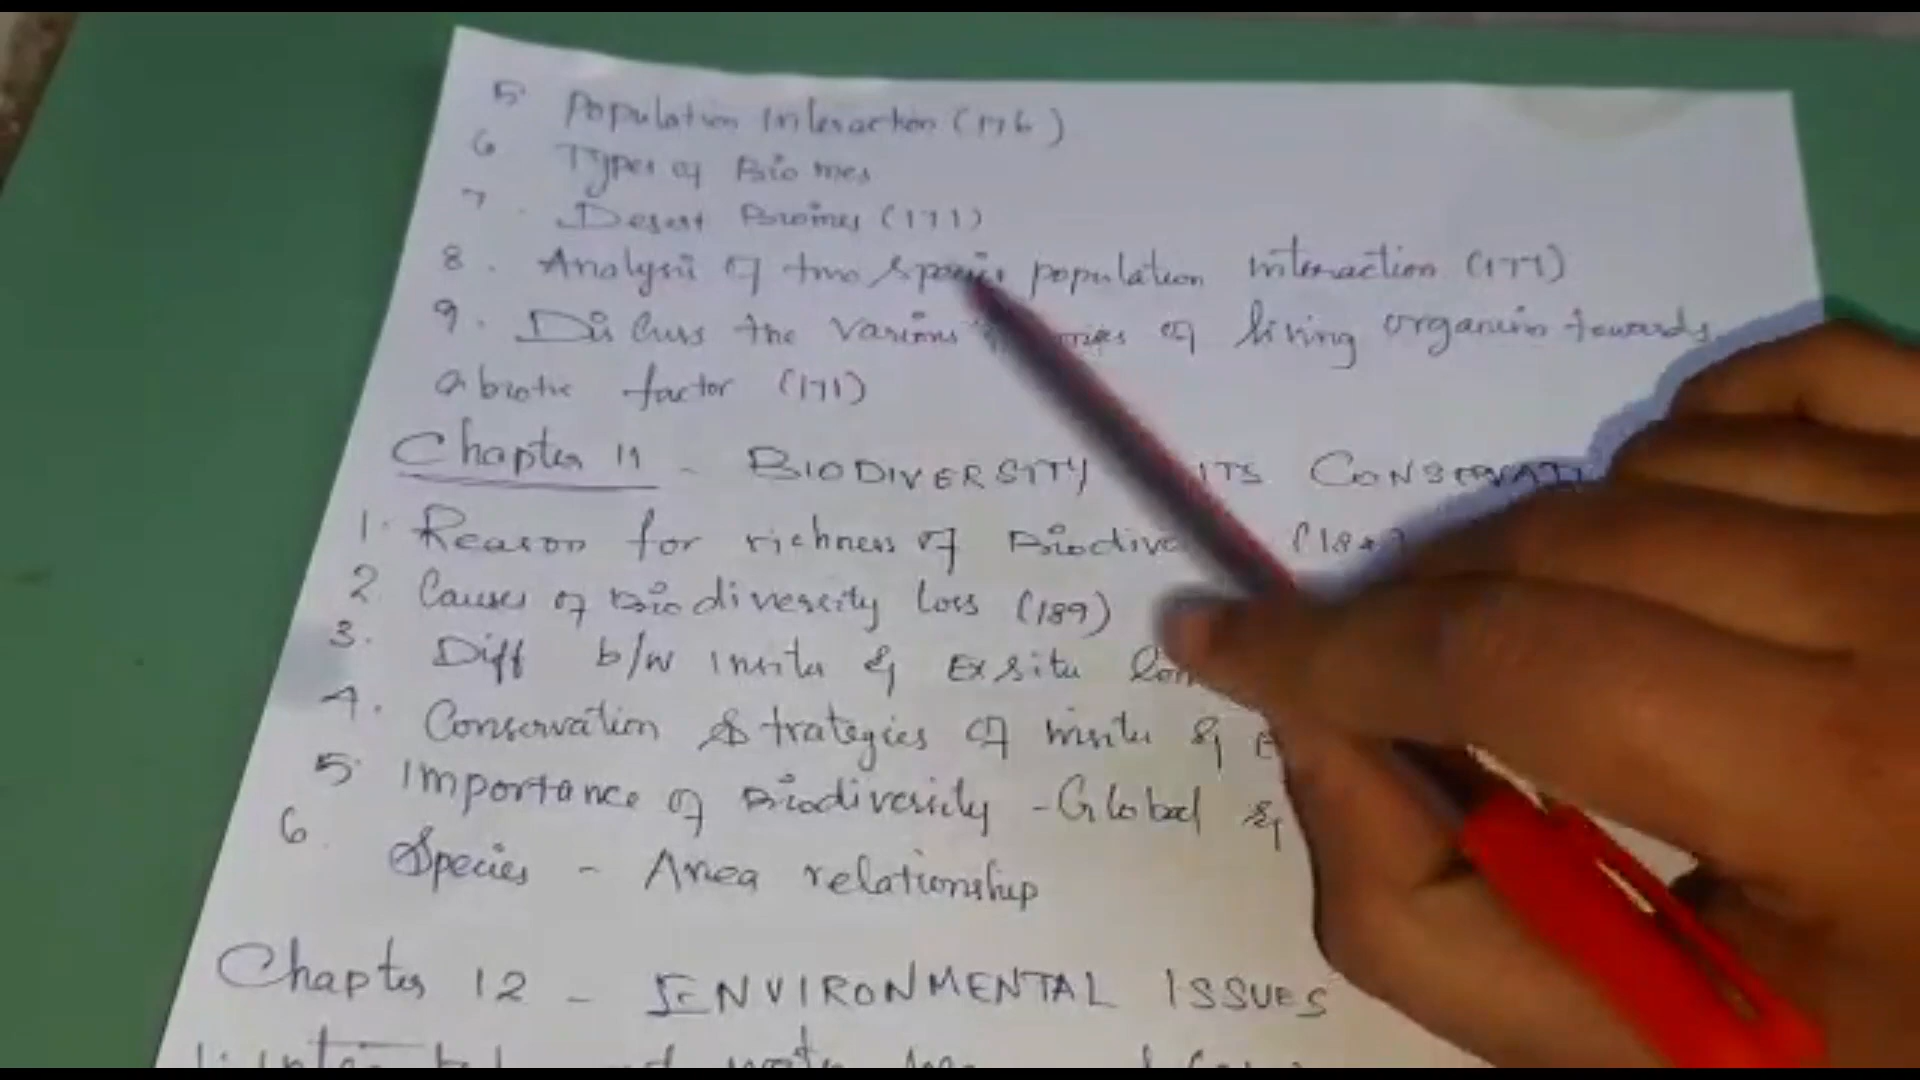 5 Population Interaction (176)
6 Types of Biomes
7. Desert Biomes (171)
8. Analysis of two species population interaction (177)
9. Discuss the various of living organism towards
abiotic factor (171)
Chapter 11 - BIODIVERSITY ITS
1. Reason for richness of
2. Causes of Biodiversity loss (189)
3. Diff b/w insitu & Exsitu
4. Conservation Strategies of insitu &
5. Importance of Biodiversity - Global &
6. Species - Area relationship
Chapter 12 - ENVIRONMENTAL ISSUES